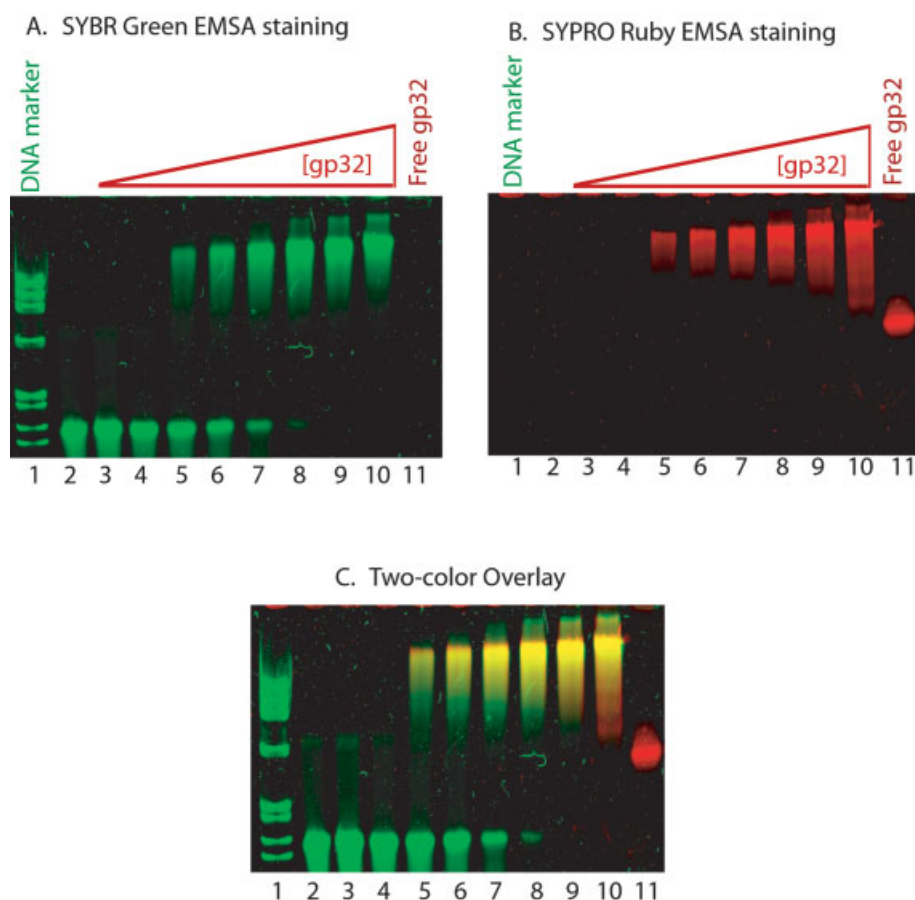 A. SYBR Green EMSA staining
DNA marker
[gp32]
Free gp32
1 2 3 4 5 6 7 8 9 10 11
B. SYPRO Ruby EMSA staining
DNA marker
[gp32]
Free gp32
1 2 3 4 5 6 7 8 9 10 11
C. Two-color Overlay
1 2 3 4 5 6 7 8 9 10 11